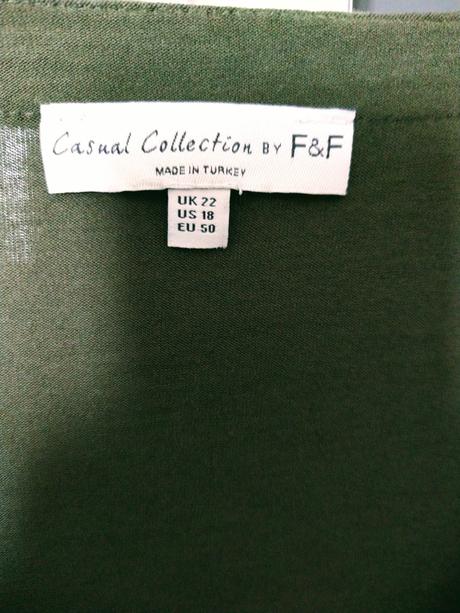 Casual Collection BY F&F
MADE IN TURKEY
UK 22
US 18
EU 50